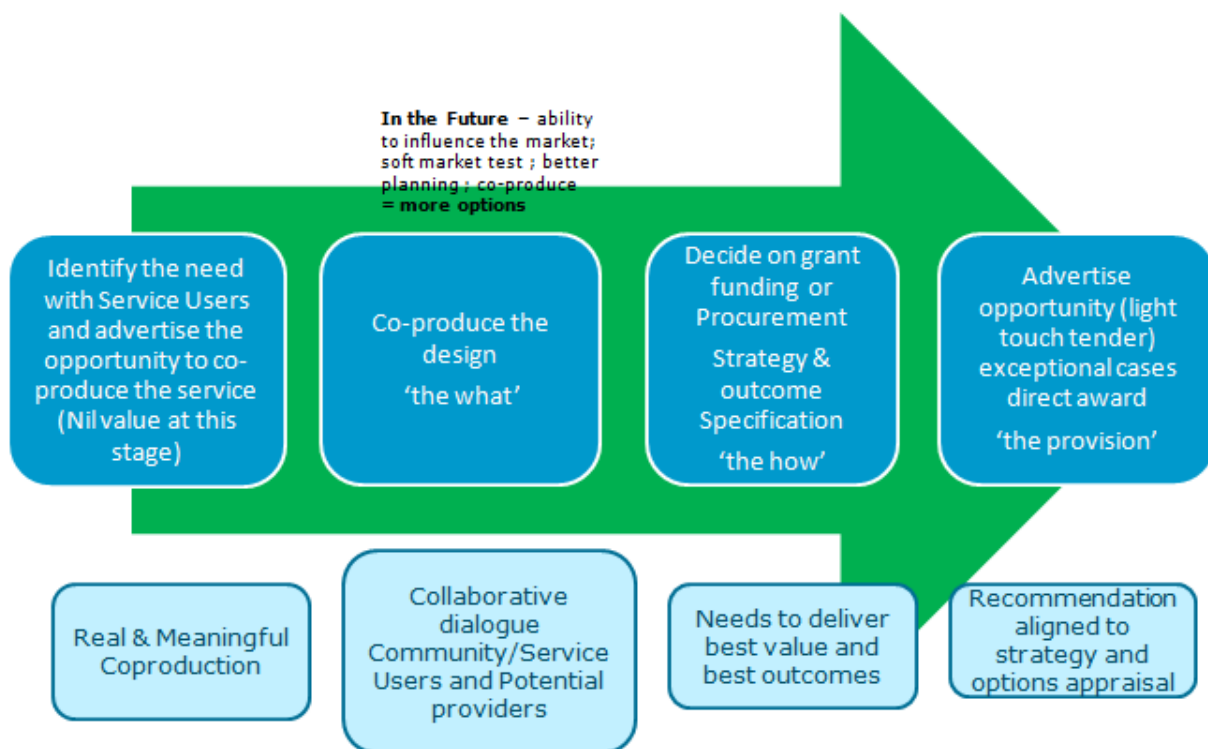 In the Future – ability
to influence the market;
soft market test ; better
planning ; co-produce
= more options
Identify the need
with Service Users
and advertise the
opportunity to co-
produce the service
(Nil value at this
stage)
Co-produce the
design
‘the what’
Decide on grant
funding or
Procurement
Strategy &
outcome
Specification
‘the how’
Advertise
opportunity (light
touch tender)
exceptional cases
direct award
‘the provision’
Real & Meaningful
Coproduction
Collaborative
dialogue
Community/Service
Users and Potential
providers
Needs to deliver
best value and
best outcomes
Recommendation
aligned to
strategy and
options appraisal